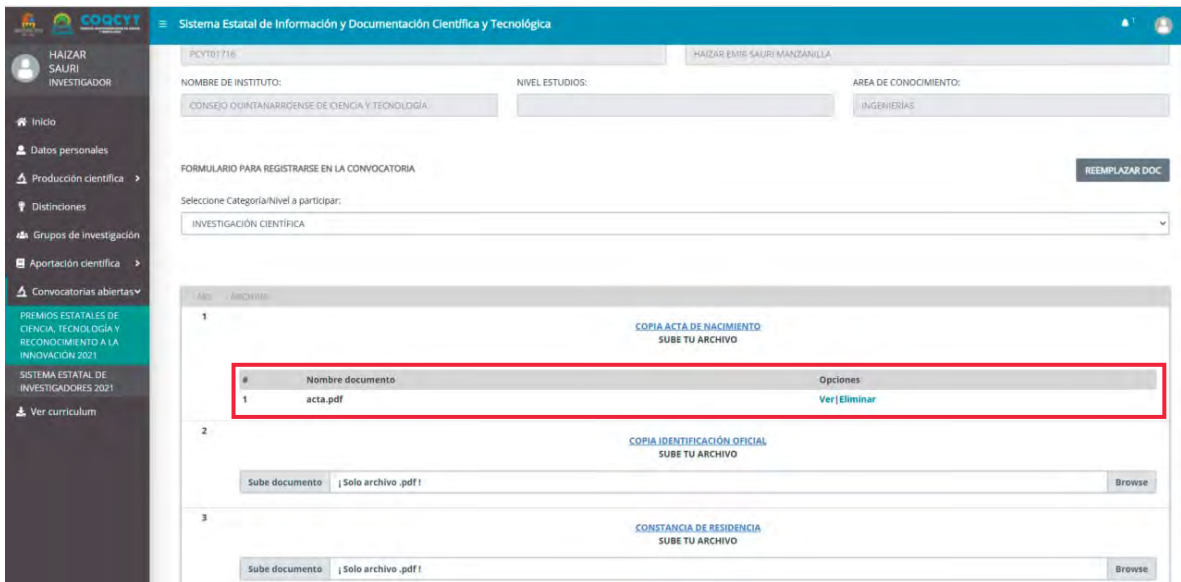 COQCYT
Sistema Estatal de Información y Documentación Científica y Tecnológica
1
HAIZAR
SAURI
INVESTIGADOR
Inicio
Datos personales
Producción científica
Distinciones
Grupos de investigación
Aportación científica
Convocatorias abiertas
PREMIOS ESTATALES DE
CIENCIA, TECNOLOGÍA Y
RECONOCIMIENTO A LA
INNOVACIÓN 2021
SISTEMA ESTATAL DE
INVESTIGADORES 2021
Ver curriculum
PCYT01716 HAIZAR EMIR SAURI MANZANILLA
NOMBRE DE INSTITUTO: NIVEL ESTUDIOS: AREA DE CONOCIMIENTO:
CONSEJO QUINTANARROENSE DE CIENCIA Y TECNOLOGÍA INGENIERÍAS
FORMULARIO PARA REGISTRARSE EN LA CONVOCATORIA REEMPLAZAR DOC
Seleccione Categoría/Nivel a participar:
INVESTIGACIÓN CIENTÍFICA
ARCHIVO
1 COPIA ACTA DE NACIMIENTO
SUBE TU ARCHIVO
# Nombre documento Opciones
1 acta.pdf Ver|Eliminar
2 COPIA IDENTIFICACIÓN OFICIAL
SUBE TU ARCHIVO
Sube documento ¡Solo archivo .pdf! Browse
3 CONSTANCIA DE RESIDENCIA
SUBE TU ARCHIVO
Sube documento ¡Solo archivo .pdf! Browse